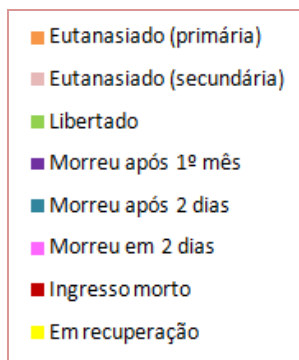 Eutanasiado (primária)
Eutanasiado (secundária)
Libertado
Morreu após 1º mês
Morreu após 2 dias
Morreu em 2 dias
Ingresso morto
Em recuperação